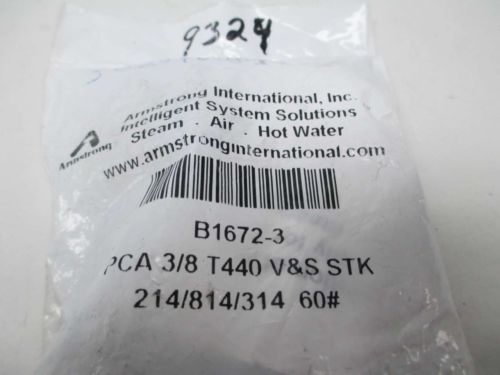 9324
Armstrong International, Inc.
Intelligent System Solutions
Steam . Air . Hot Water
Armstrong
www.armstronginternational.com
B1672-3
PCA 3/8 T440 V&S STK
214/814/314 60#